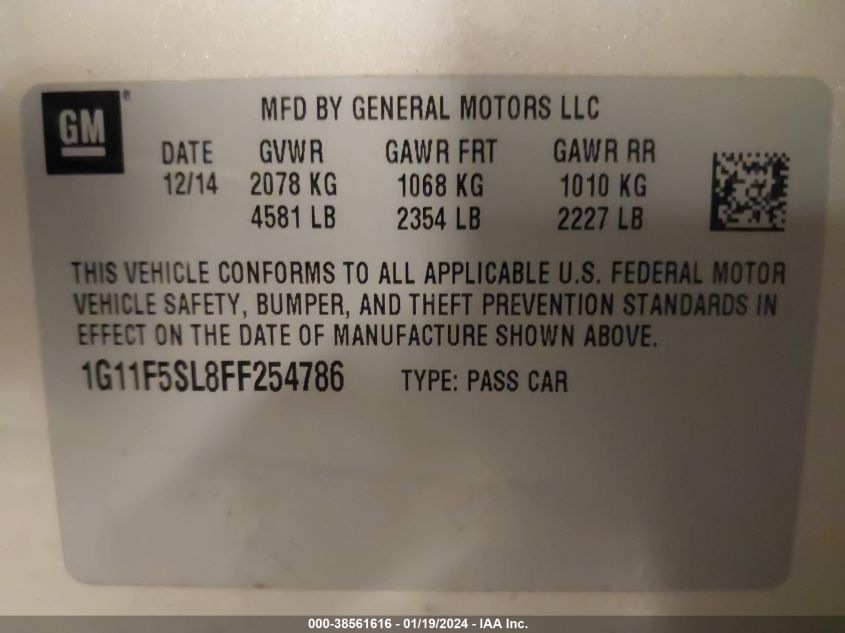 GM®
MFD BY GENERAL MOTORS LLC
DATE GVWR GAWR FRT GAWR RR
12/14 2078 KG 1068 KG 1010 KG
4581 LB 2354 LB 2227 LB
THIS VEHICLE CONFORMS TO ALL APPLICABLE U.S. FEDERAL MOTOR
VEHICLE SAFETY, BUMPER, AND THEFT PREVENTION STANDARDS IN
EFFECT ON THE DATE OF MANUFACTURE SHOWN ABOVE.
1G11F5SL8FF254786 TYPE: PASS CAR
000-38561616 - 01/19/2024 - IAA Inc.